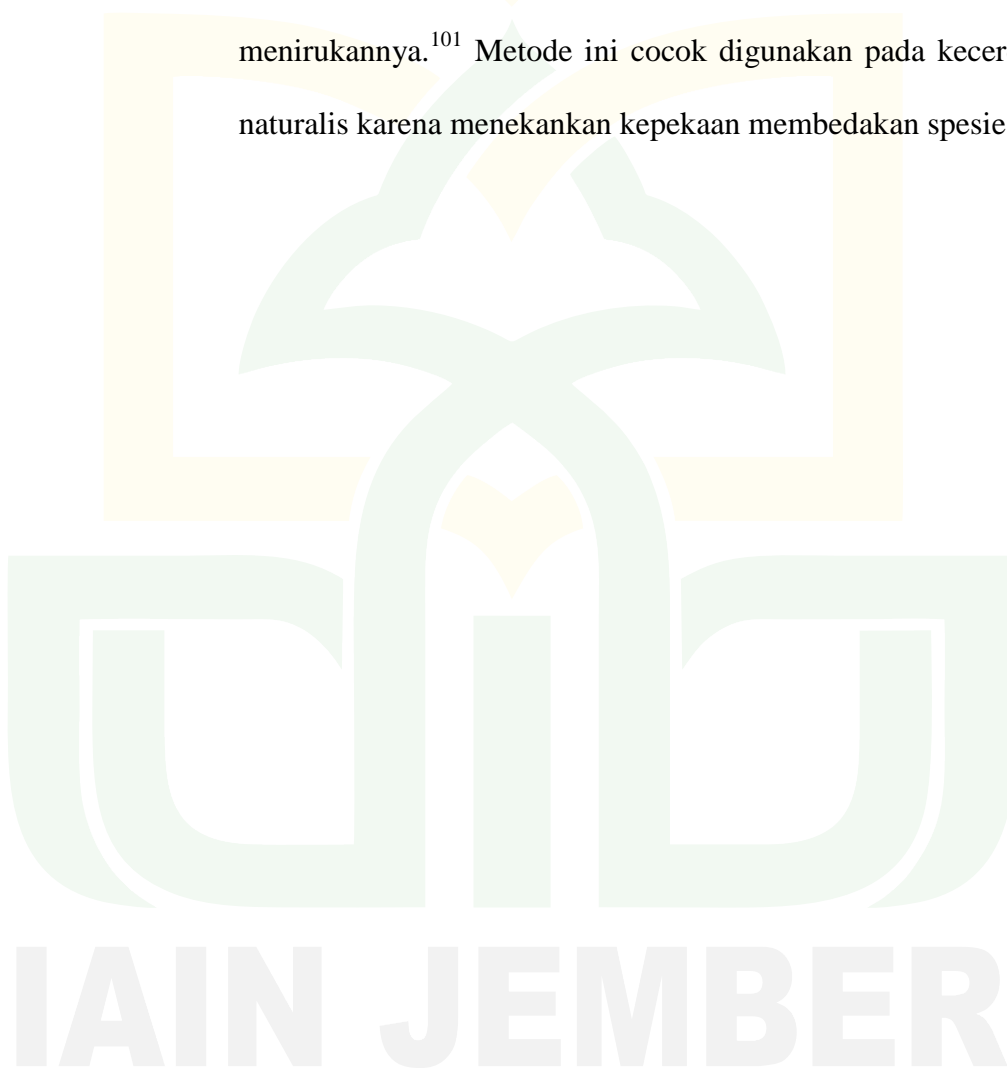 menirukannya.101 Metode ini cocok digunakan pada kecer
naturalis karena menekankan kepekaan membedakan spesie
IAIN JEMBER